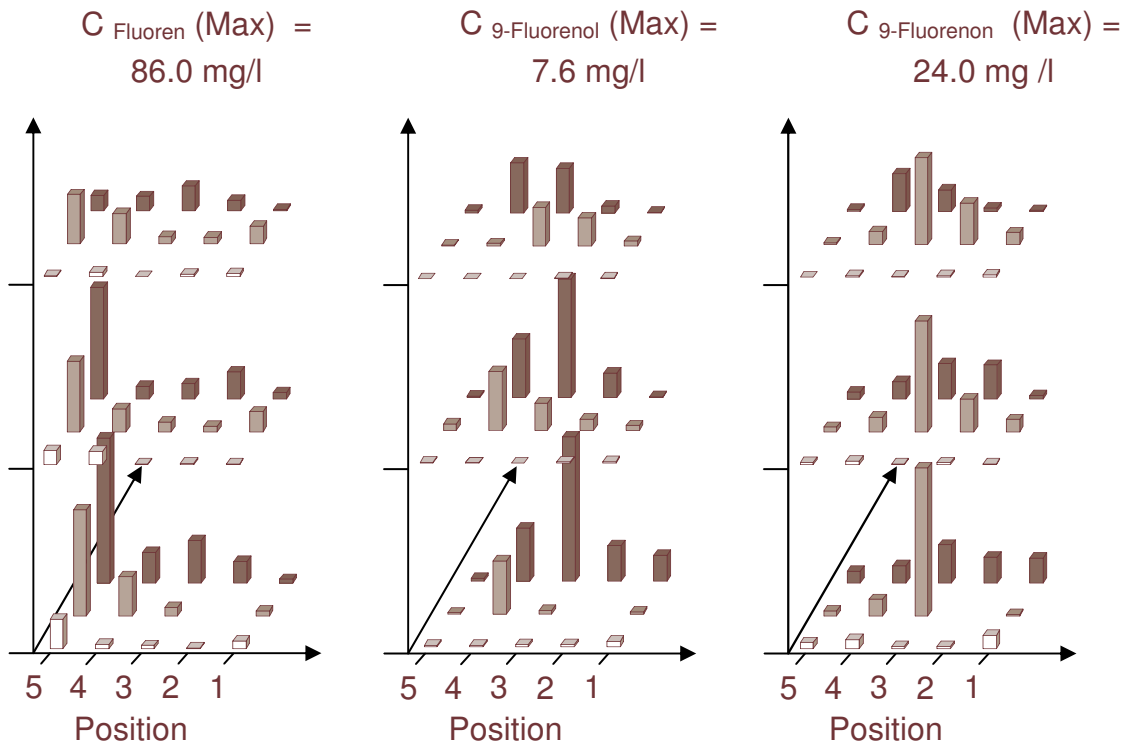 C Fluoren (Max) =
86.0 mg/l
C 9-Fluorenol (Max) =
7.6 mg/l
C 9-Fluorenon (Max) =
24.0 mg /l
5 4 3 2 1
Position
5 4 3 2 1
Position
5 4 3 2 1
Position